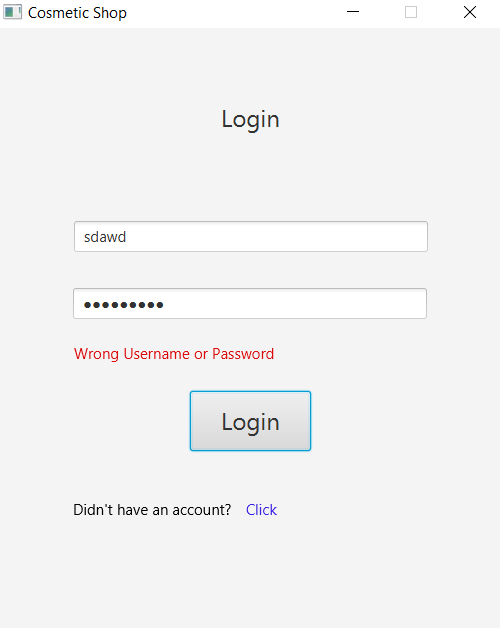 Cosmetic Shop
Login
sdawd
●●●●●●●●●
Wrong Username or Password
Login
Didn't have an account? Click